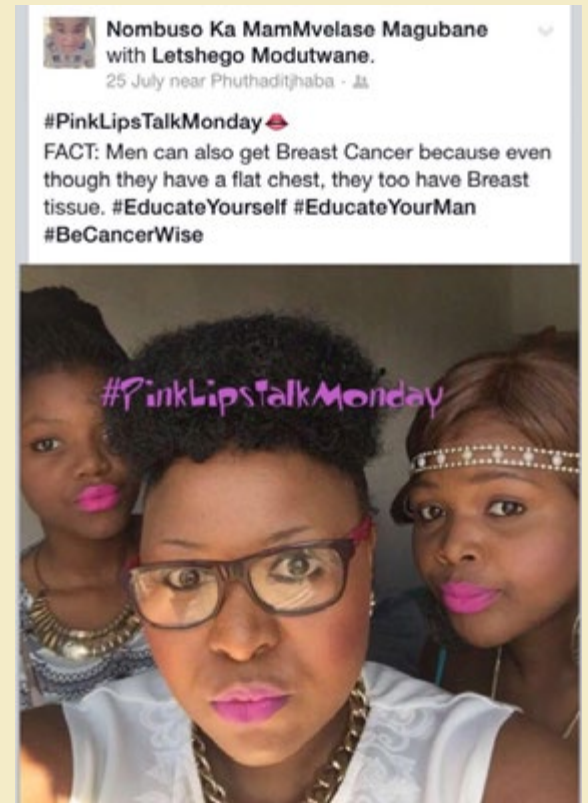 Nombuso Ka MamMvelase Magubane
with Letshego Modutwane.
25 July near Phuthaditjhaba ·
#PinkLipsTalkMonday
FACT: Men can also get Breast Cancer because even
though they have a flat chest, they too have Breast
tissue. #EducateYourself #EducateYourMan
#BeCancerWise
#PinkLipsTalkMonday